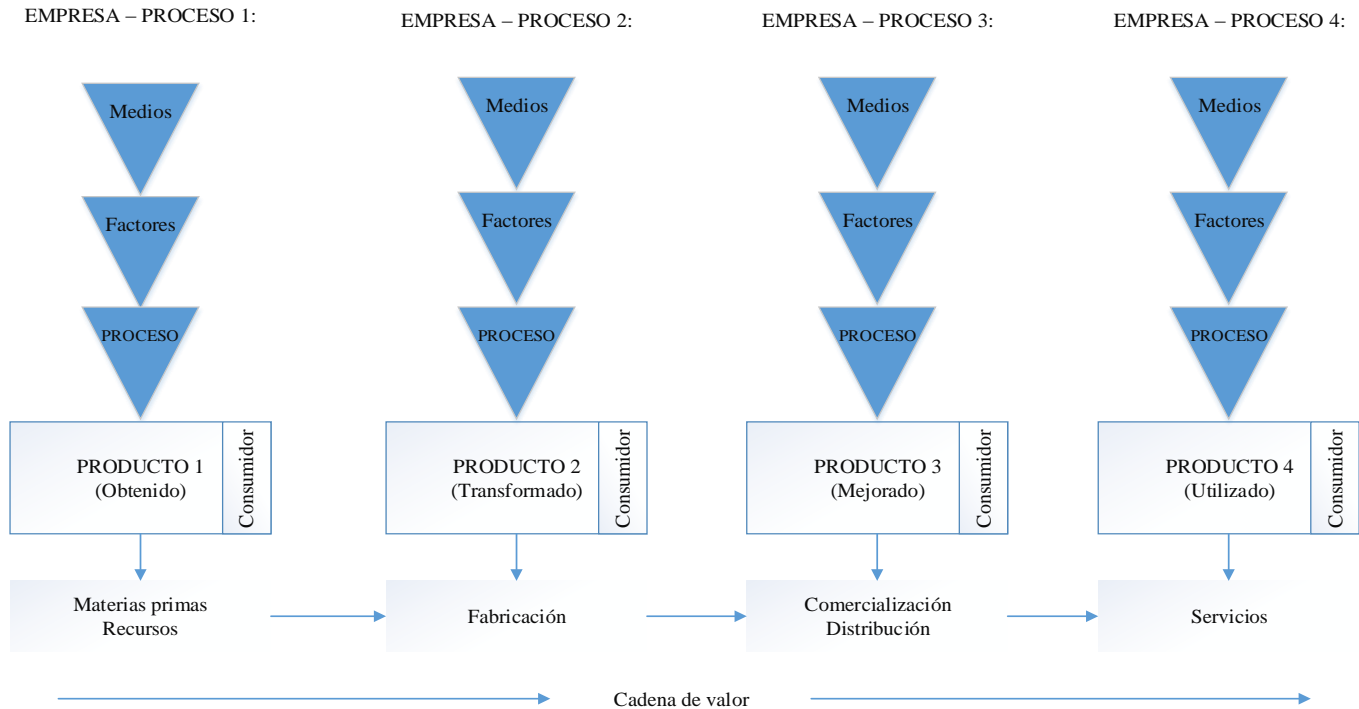 EMPRESA – PROCESO 1:
EMPRESA – PROCESO 2:
EMPRESA – PROCESO 3:
EMPRESA – PROCESO 4:
Medios
Medios
Medios
Medios
Factores
Factores
Factores
Factores
PROCESO
PROCESO
PROCESO
PROCESO
PRODUCTO 1
(Obtenido)
Consumidor
PRODUCTO 2
(Transformado)
Consumidor
PRODUCTO 3
(Mejorado)
Consumidor
PRODUCTO 4
(Utilizado)
Consumidor
Materias primas
Recursos
Fabricación
Comercialización
Distribución
Servicios
Cadena de valor